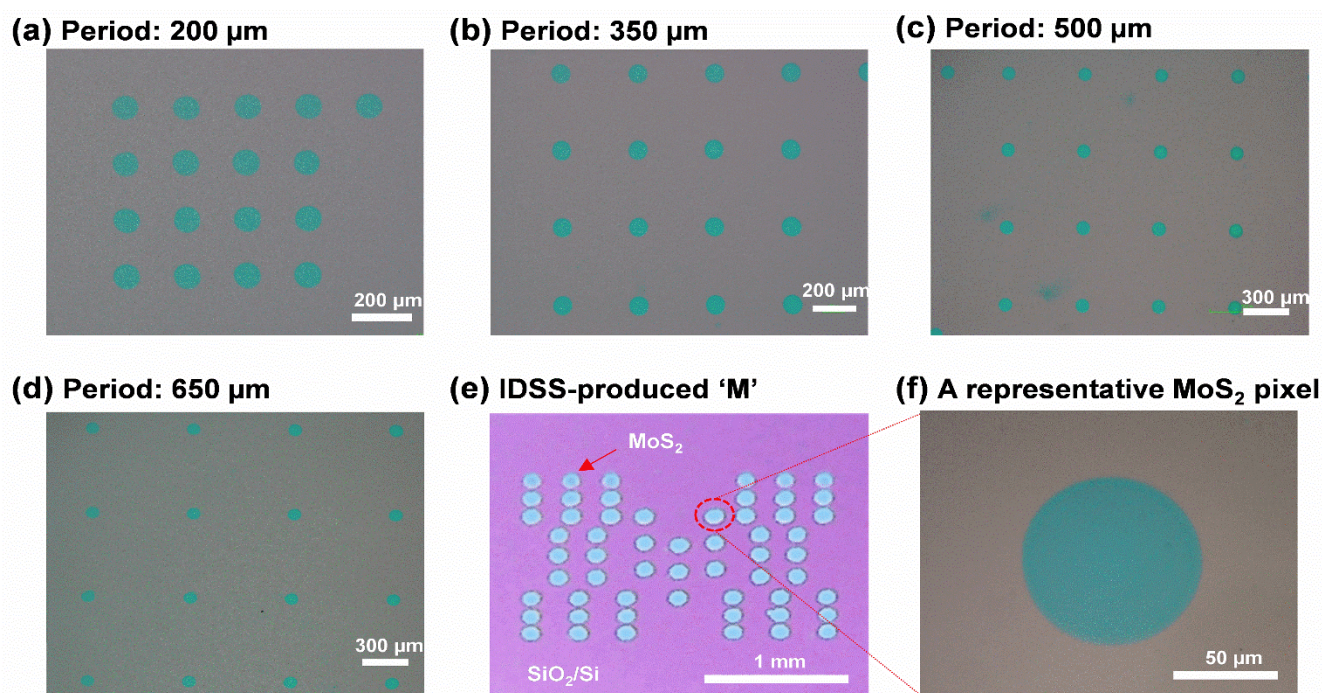 (a) Period: 200 µm
(b) Period: 350 µm
(c) Period: 500 µm
200 µm
200 µm
300 µm
(d) Period: 650 µm
(e) IDSS-produced ‘M’
(f) A representative MoS₂ pixel
MoS₂
300 µm
SiO₂/Si
1 mm
50 µm